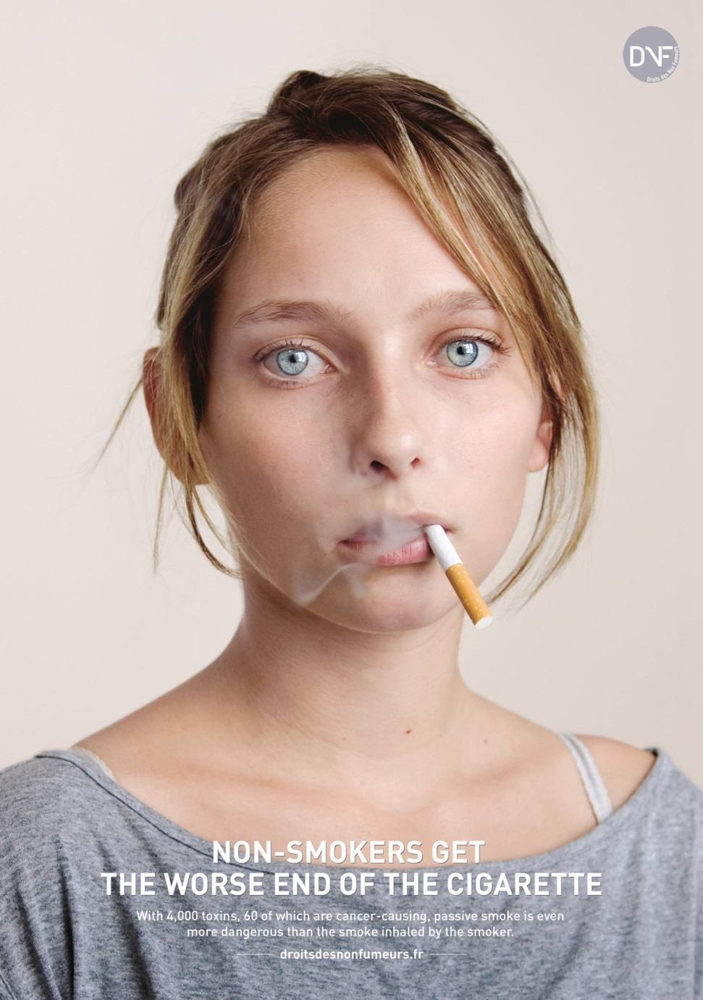 DNF
Droits des Non Fumeurs
NON-SMOKERS GET
THE WORSE END OF THE CIGARETTE
With 4,000 toxins, 60 of which are cancer-causing, passive smoke is even
more dangerous than the smoke inhaled by the smoker.
droitsdesnonfumeurs.fr